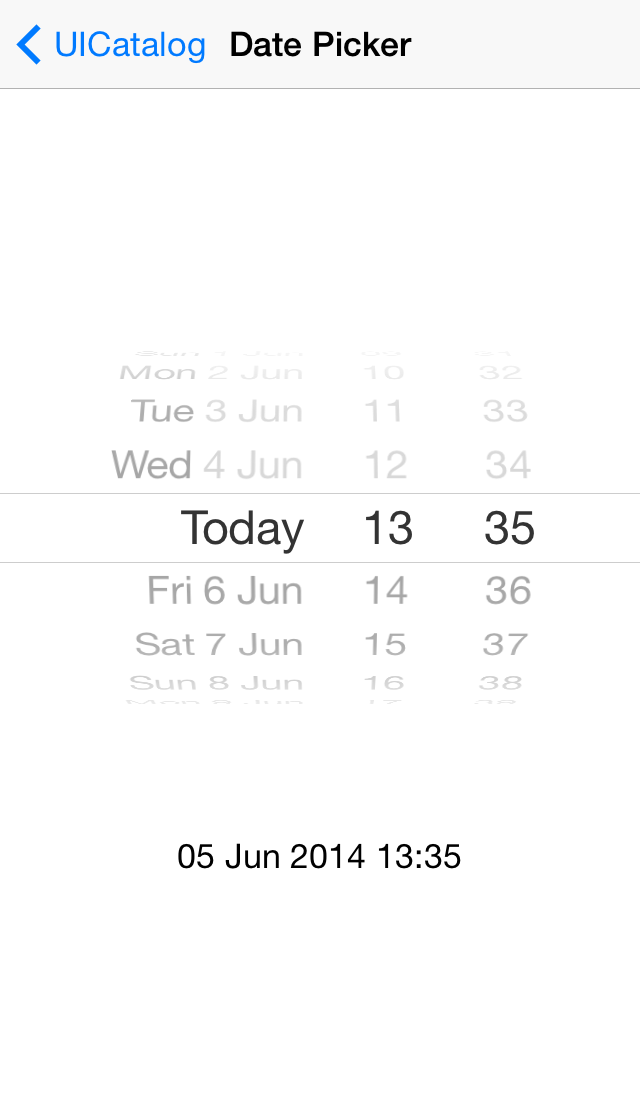 UICatalog Date Picker
Mon 2 Jun 10 32
Tue 3 Jun 11 33
Wed 4 Jun 12 34
Today 13 35
Fri 6 Jun 14 36
Sat 7 Jun 15 37
Sun 8 Jun 16 38
05 Jun 2014 13:35